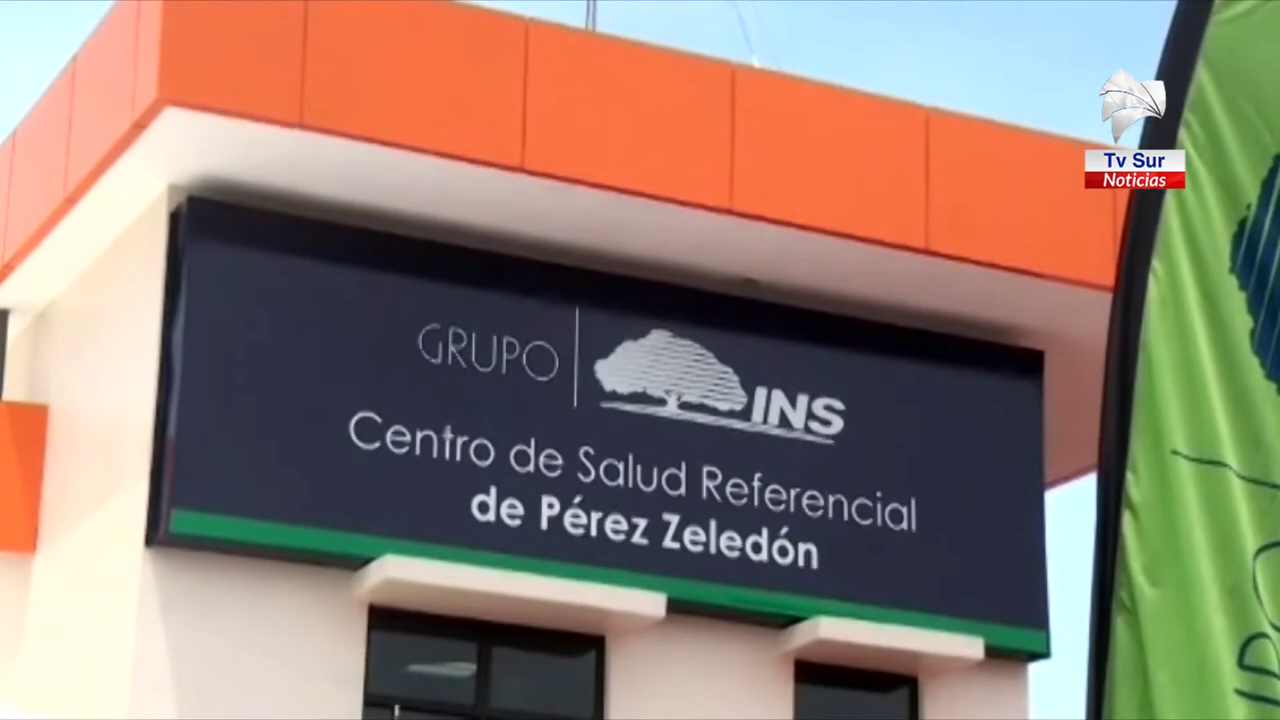 Tv Sur
Noticias
GRUPO
INS
Centro de Salud Referencial
de Pérez Zeledón